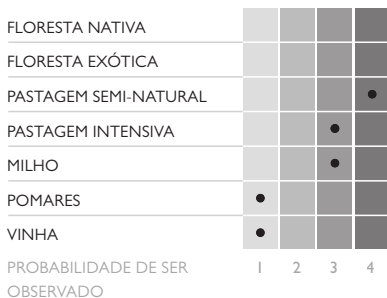 FLORESTA NATIVA
FLORESTA EXÓTICA
PASTAGEM SEMI-NATURAL
PASTAGEM INTENSIVA
MILHO
POMARES
VINHA
PROBABILIDADE DE SER 1 2 3 4
OBSERVADO